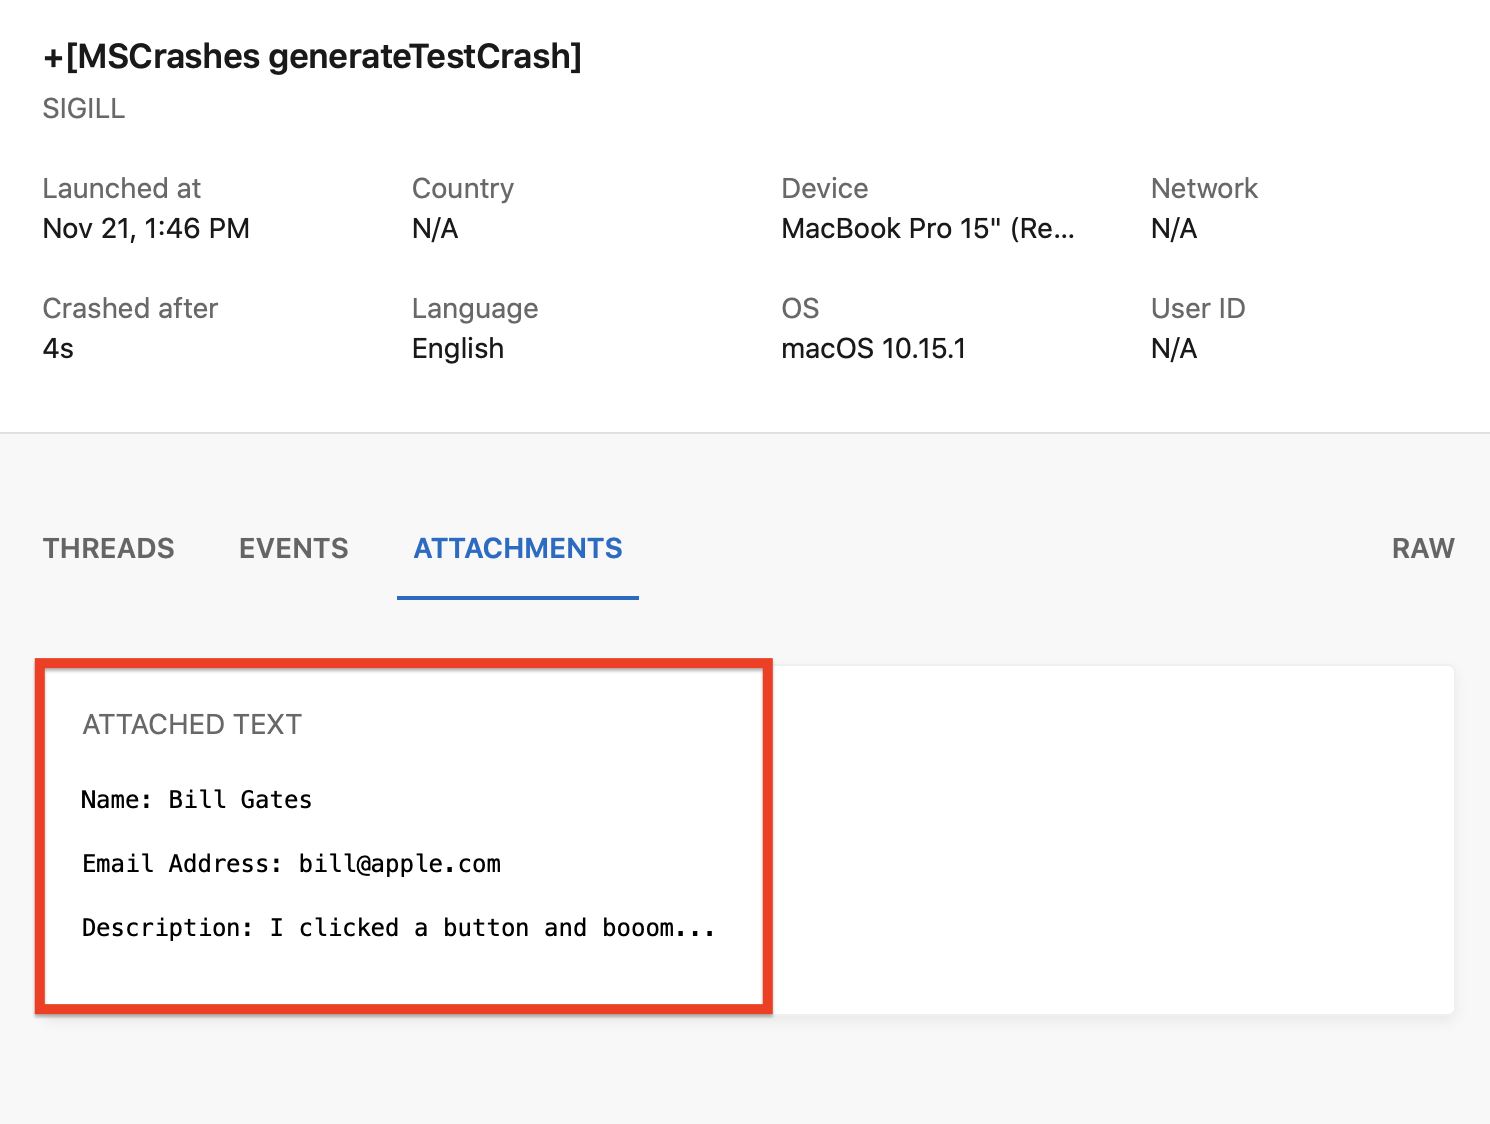 +[MSCrashes generateTestCrash]
SIGILL
Launched at
Nov 21, 1:46 PM
Country
N/A
Device
MacBook Pro 15" (Re...
Network
N/A
Crashed after
4s
Language
English
OS
macOS 10.15.1
User ID
N/A
THREADS EVENTS ATTACHMENTS RAW
ATTACHED TEXT
Name: Bill Gates
Email Address: bill@apple.com
Description: I clicked a button and booom...